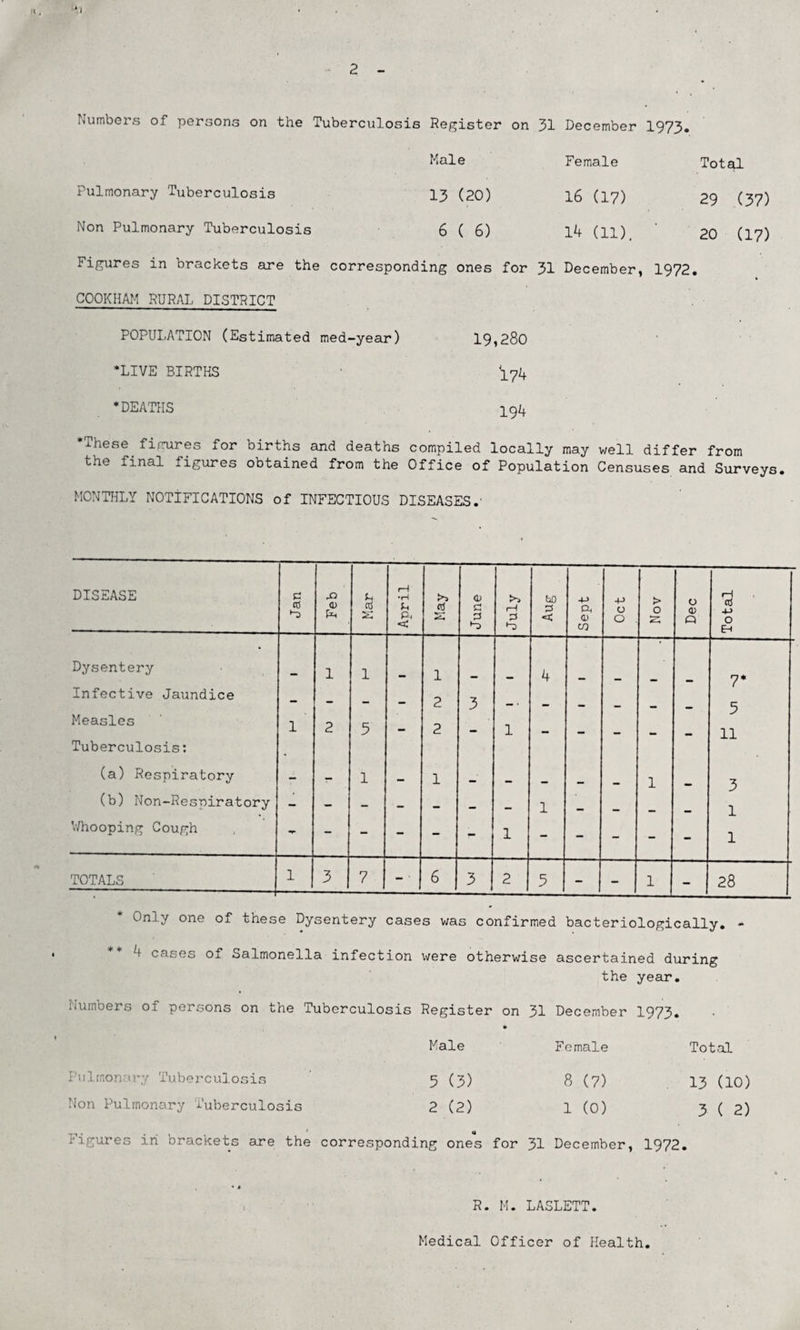 - 2 -
Numbers of persons on the Tuberculosis Register on 31 December 1973.
Male Female Total
Pulmonary Tuberculosis 13 (20) 16 (17) 29 (37)
Non Pulmonary Tuberculosis 6 ( 6) 14 (11). 20 (17)
Figures in brackets are the corresponding ones for 31 December, 1972.
COOKHAM RURAL DISTRICT
POPULATION (Estimated med-year) 19,280
*LIVE BIRTHS 174
*DEATHS 194
*These figures for births and deaths compiled locally may well differ from
the final figures obtained from the Office of Population Censuses and Surveys.
MONTHLY NOTIFICATIONS of INFECTIOUS DISEASES.
DISEASE Jan Feb Mar April May June July Aug Sept Oct Nov Dec Total
Dysentery - 1 1 - 1 - - 4 - - - - 7*
Infective Jaundice - - - - 2 3 - - - - - - 5
Measles 1 2 5 - 2 - 1 - - - - - 11
Tuberculosis:
(a) Respiratory - - 1 - 1 - - - - - 1 - 3
(b) Non-Respiratory - - - - - - - 1 - - - - 1
Whooping Cough - - - - - - 1 - - - - - 1
TOTALS 1 3 7 - 6 3 2 5 - - 1 - 28
* Only one of these Dysentery cases was confirmed bacteriologically. -
** 4 cases of Salmonella infection were otherwise ascertained during
the year.
Numbers of persons on the Tuberculosis Register on 31 December 1973.
Male Female Total
Pulmonary Tuberculosis 5 (3) 8 (7) 13 (10)
Non Pulmonary Tuberculosis 2 (2) 1 (0) 3 ( 2)
Figures in brackets are the corresponding ones for 31 December, 1972.
R. M. LASLETT.
Medical Officer of Health.